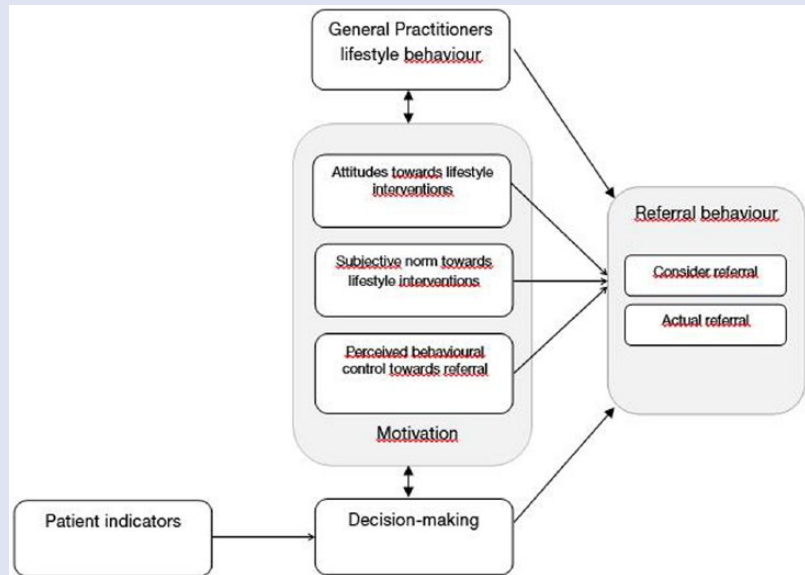 General Practitioners
lifestyle behaviour
Attitudes towards lifestyle
interventions
Subjective norm towards
lifestyle interventions
Perceived behavioural
control towards referral
Motivation
Referral behaviour
Consider referral
Actual referral
Patient indicators
Decision-making